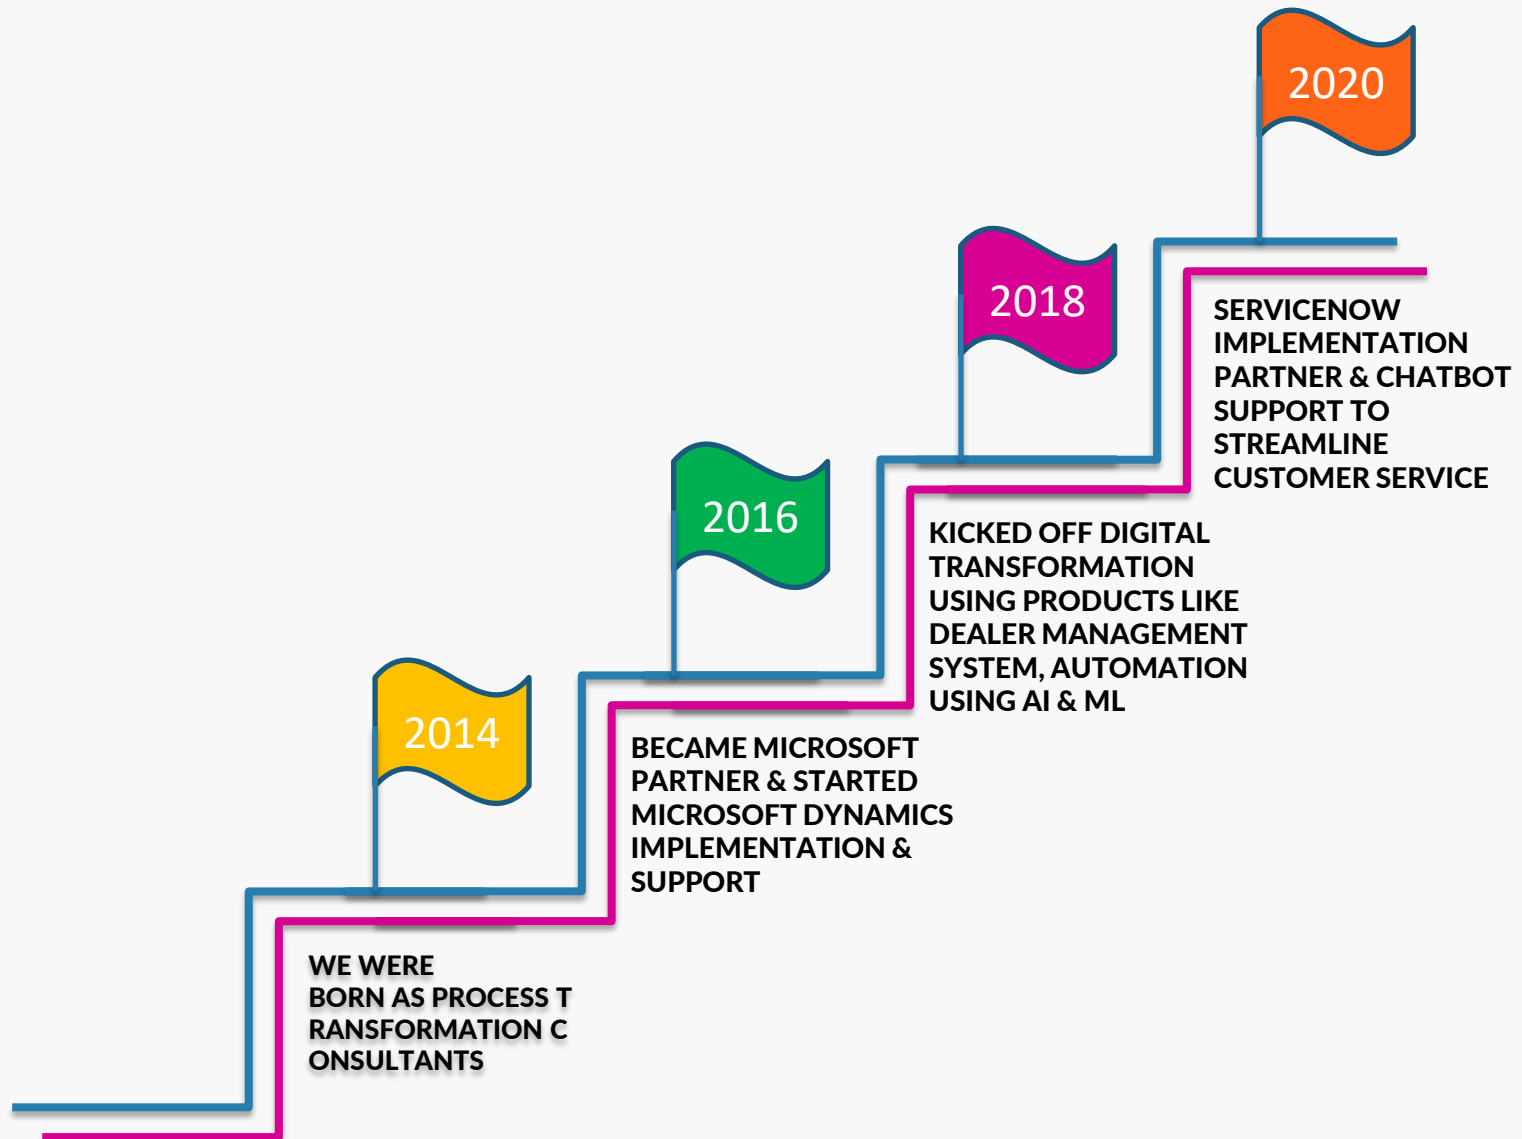 2014
WE WERE
BORN AS PROCESS T
RANSFORMATION C
ONSULTANTS
2016
BECAME MICROSOFT
PARTNER & STARTED
MICROSOFT DYNAMICS
IMPLEMENTATION &
SUPPORT
2018
KICKED OFF DIGITAL
TRANSFORMATION
USING PRODUCTS LIKE
DEALER MANAGEMENT
SYSTEM, AUTOMATION
USING AI & ML
2020
SERVICENOW
IMPLEMENTATION
PARTNER & CHATBOT
SUPPORT TO
STREAMLINE
CUSTOMER SERVICE